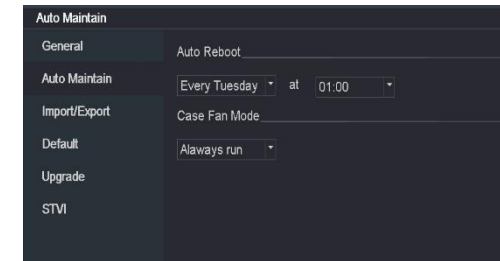 Auto Maintain
General
Auto Maintain
Import/Export
Default
Upgrade
STVI
Auto Reboot
Every Tuesday at 01:00
Case Fan Mode
Alaways run